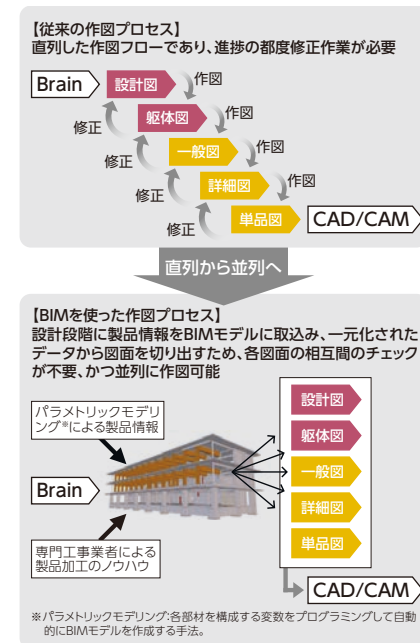 【従来の作図プロセス】
直列した作図フローであり、進捗の都度修正作業が必要
Brain
設計図
作図
修正
躯体図
作図
修正
一般図
作図
修正
詳細図
作図
修正
単品図
CAD/CAM
直列から並列へ
【BIMを使った作図プロセス】
設計段階に製品情報をBIMモデルに取込み、一元化された
データから図面を切り出すため、各図面の相互間のチェック
が不要、かつ並列に作図可能
パラメトリックモデリ
ング※による製品情報
Brain
専門工事業者による
製品加工のノウハウ
設計図
躯体図
一般図
詳細図
単品図
CAD/CAM
※パラメトリックモデリング:各部材を構成する変数をプログラミングして自動
的にBIMモデルを作成する手法。